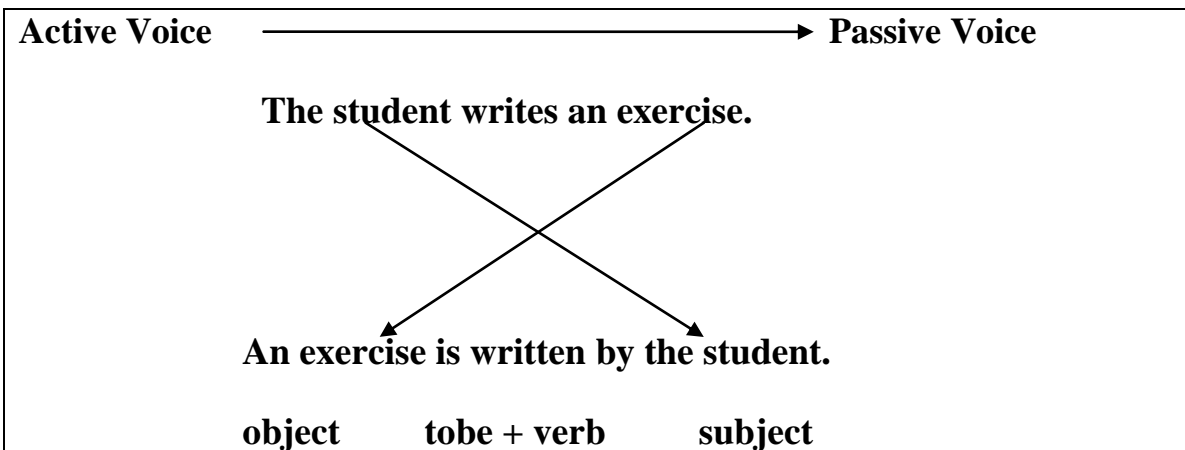 Active Voice Passive Voice
The student writes an exercise.
An exercise is written by the student.
object tobe + verb subject